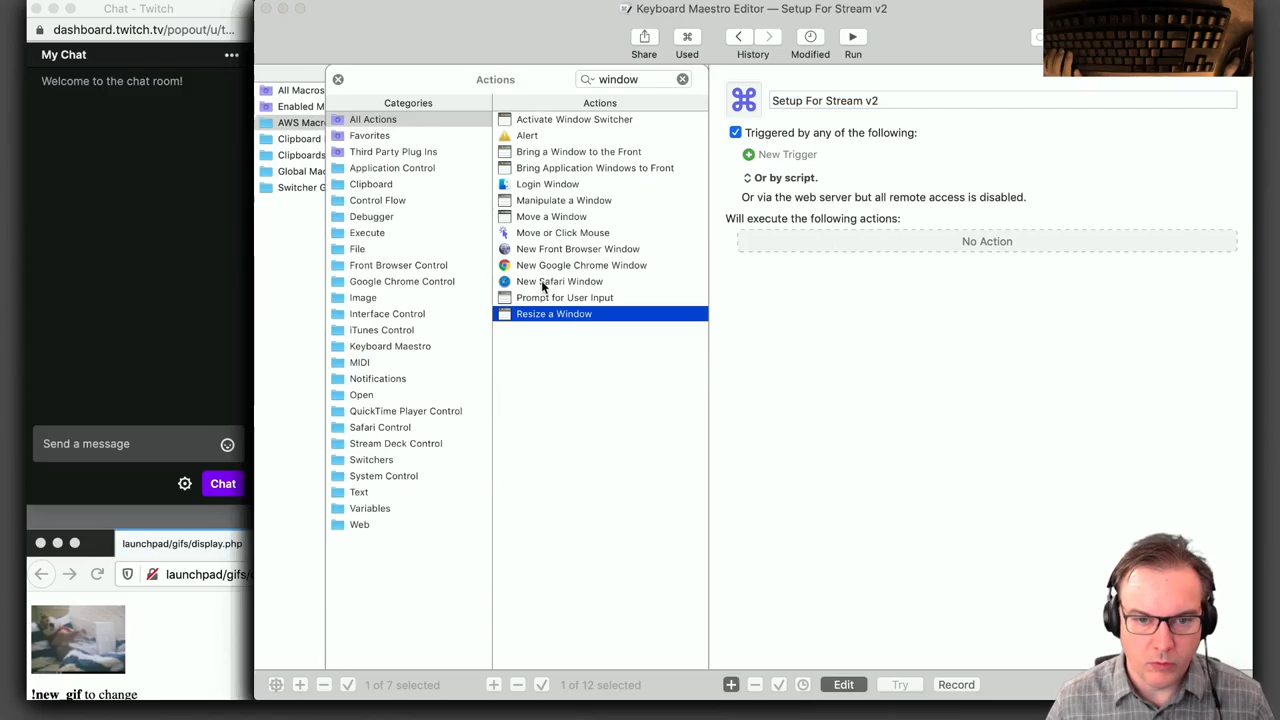 Chat - Twitch
dashboard.twitch.tv/popout/u/t...
My Chat
Welcome to the chat room!
Send a message
Chat
launchpad/gifs/display.php
launchpad/gifs/
!new_gif to change
Keyboard Maestro Editor — Setup For Stream v2
Share
Used
History
Modified
Run
All Macros
Enabled M
AWS Macr
Clipboard
Clipboards
Global Mac
Switcher G
Actions
window
Categories
All Actions
Favorites
Third Party Plug Ins
Application Control
Clipboard
Control Flow
Debugger
Execute
File
Front Browser Control
Google Chrome Control
Image
Interface Control
iTunes Control
Keyboard Maestro
MIDI
Notifications
Open
QuickTime Player Control
Safari Control
Stream Deck Control
Switchers
System Control
Text
Variables
Web
Actions
Activate Window Switcher
Alert
Bring a Window to the Front
Bring Application Windows to Front
Login Window
Manipulate a Window
Move a Window
Move or Click Mouse
New Front Browser Window
New Google Chrome Window
New Safari Window
Prompt for User Input
Resize a Window
1 of 7 selected
1 of 12 selected
Setup For Stream v2
Triggered by any of the following:
New Trigger
Or by script.
Or via the web server but all remote access is disabled.
Will execute the following actions:
No Action
Edit
Try
Record